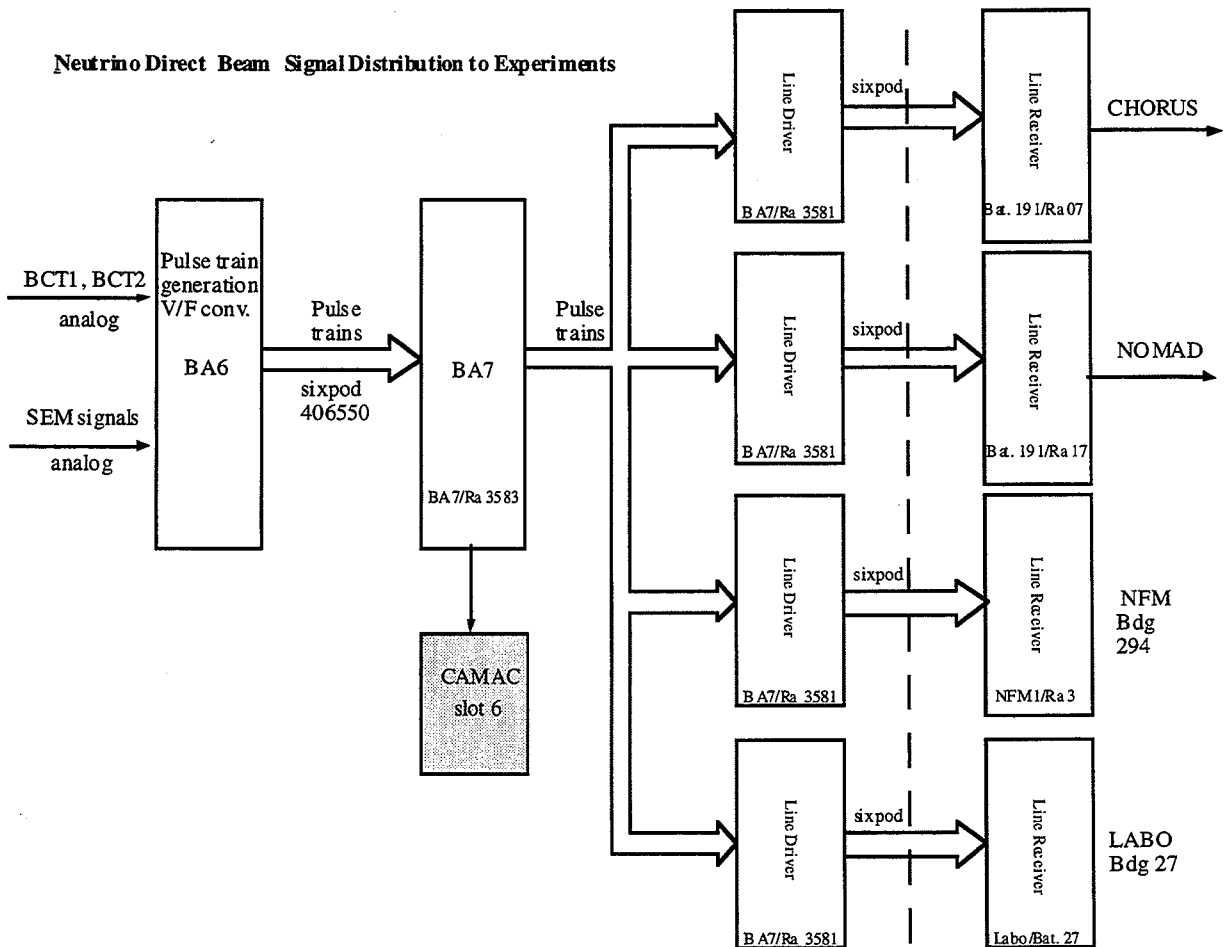 Neutrino Direct Beam Signal Distribution to Experiments
BCT1, BCT2
analog
SEM signals
analog
Pulse train
generation
V/F conv.
BA6
Pulse
trains
sixpod
406550
BA7
BA7/Ra 3583
CAMAC
slot 6
Pulse
trains
Line Driver
BA7/Ra 3581
sixpod
Line Receiver
Bat. 191/Ra 07
CHORUS
Line Driver
BA7/Ra 3581
sixpod
Line Receiver
Bat. 191/Ra 17
NOMAD
Line Driver
BA7/Ra 3581
sixpod
Line Receiver
NFM1/Ra 3
NFM
Bdg
294
Line Driver
BA7/Ra 3581
sixpod
Line Receiver
Labo/Bat. 27
LABO
Bdg 27